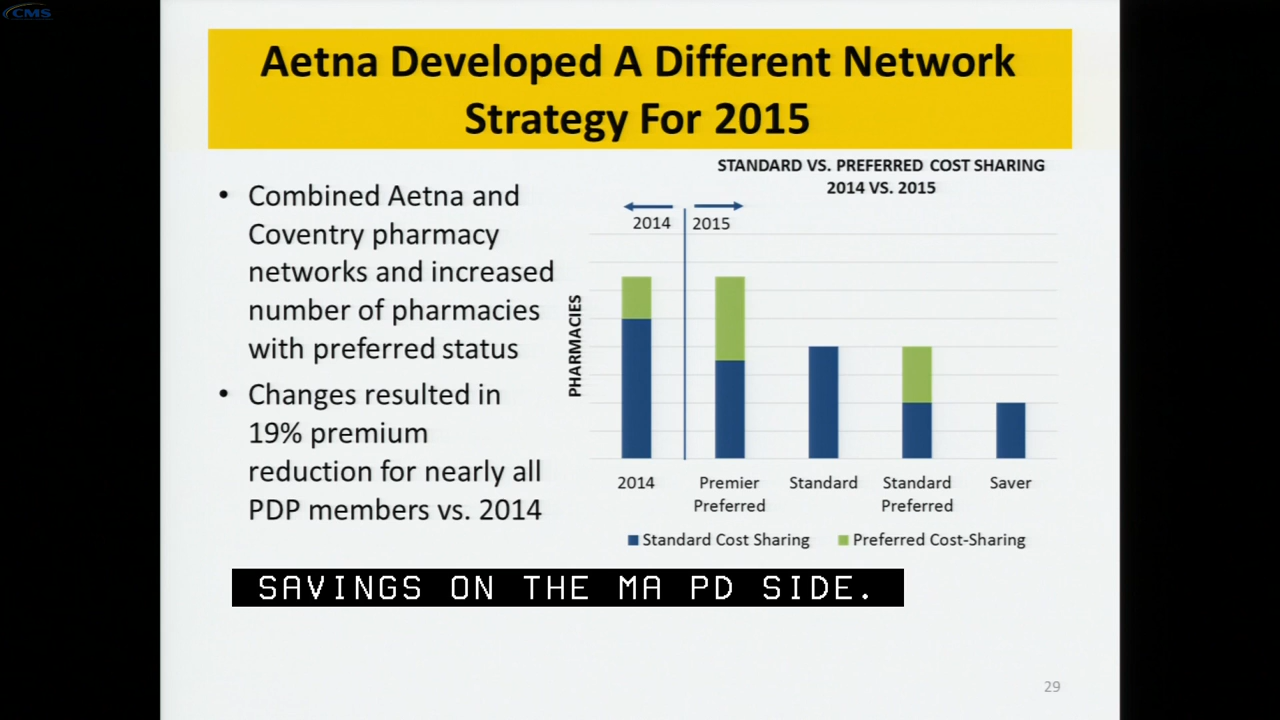 CMS
Aetna Developed A Different Network
Strategy For 2015
• Combined Aetna and
Coventry pharmacy
networks and increased
number of pharmacies
with preferred status
• Changes resulted in
19% premium
reduction for nearly all
PDP members vs. 2014
STANDARD VS. PREFERRED COST SHARING
2014 VS. 2015
2014 2015
PHARMACIES
2014 Premier Preferred Standard Standard Preferred Saver
Standard Cost Sharing Preferred Cost-Sharing
SAVINGS ON THE MA PD SIDE.
29